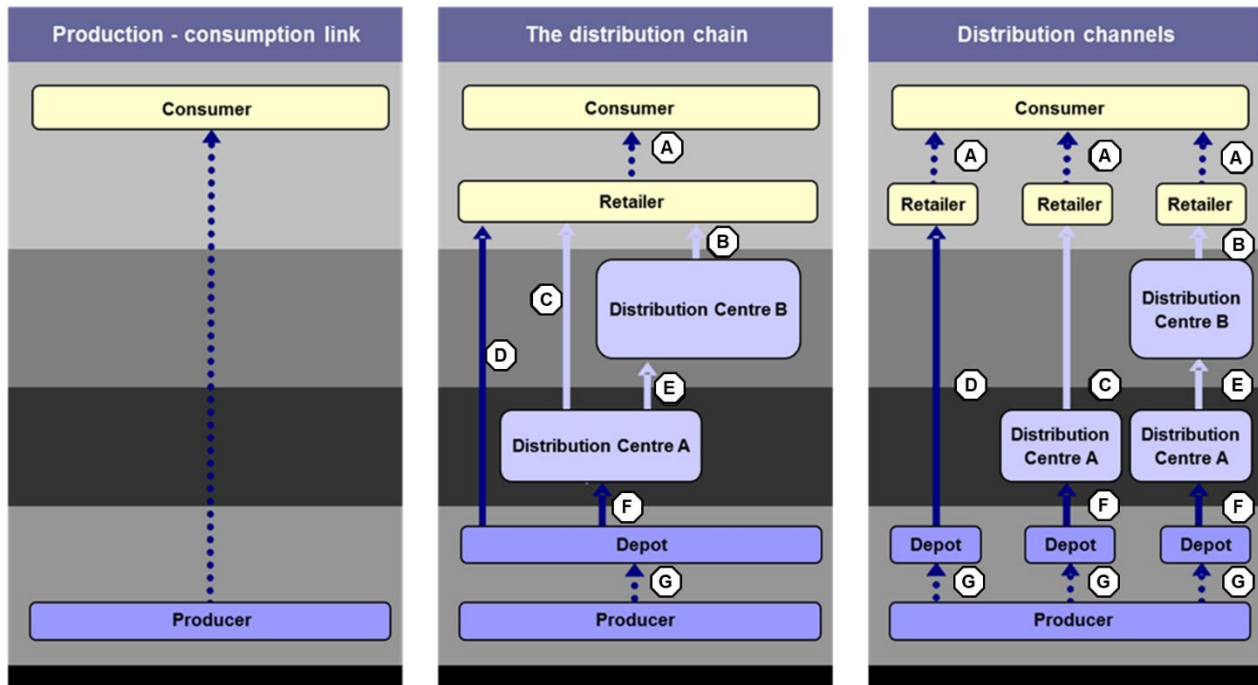 Production - consumption link
Consumer
Producer
The distribution chain
Consumer
A
Retailer
B
C
Distribution Centre B
D
E
Distribution Centre A
F
Depot
G
Producer
Distribution channels
Consumer
A
A
A
Retailer
Retailer
Retailer
B
Distribution
Centre B
D
C
E
Distribution
Centre A
Distribution
Centre A
F
F
Depot
Depot
Depot
G
G
G
Producer